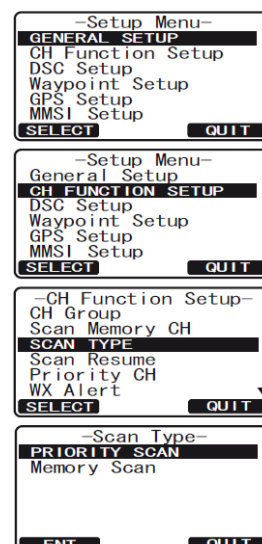 -Setup Menu-
GENERAL SETUP
CH Function Setup
DSC Setup
Waypoint Setup
GPS Setup
MMSI Setup
SELECT QUIT
-Setup Menu-
General Setup
CH FUNCTION SETUP
DSC Setup
Waypoint Setup
GPS Setup
MMSI Setup
SELECT QUIT
-CH Function Setup-
CH Group
Scan Memory CH
SCAN TYPE
Scan Resume
Priority CH
WX Alert
SELECT QUIT
-Scan Type-
PRIORITY SCAN
Memory Scan
ENT QUIT